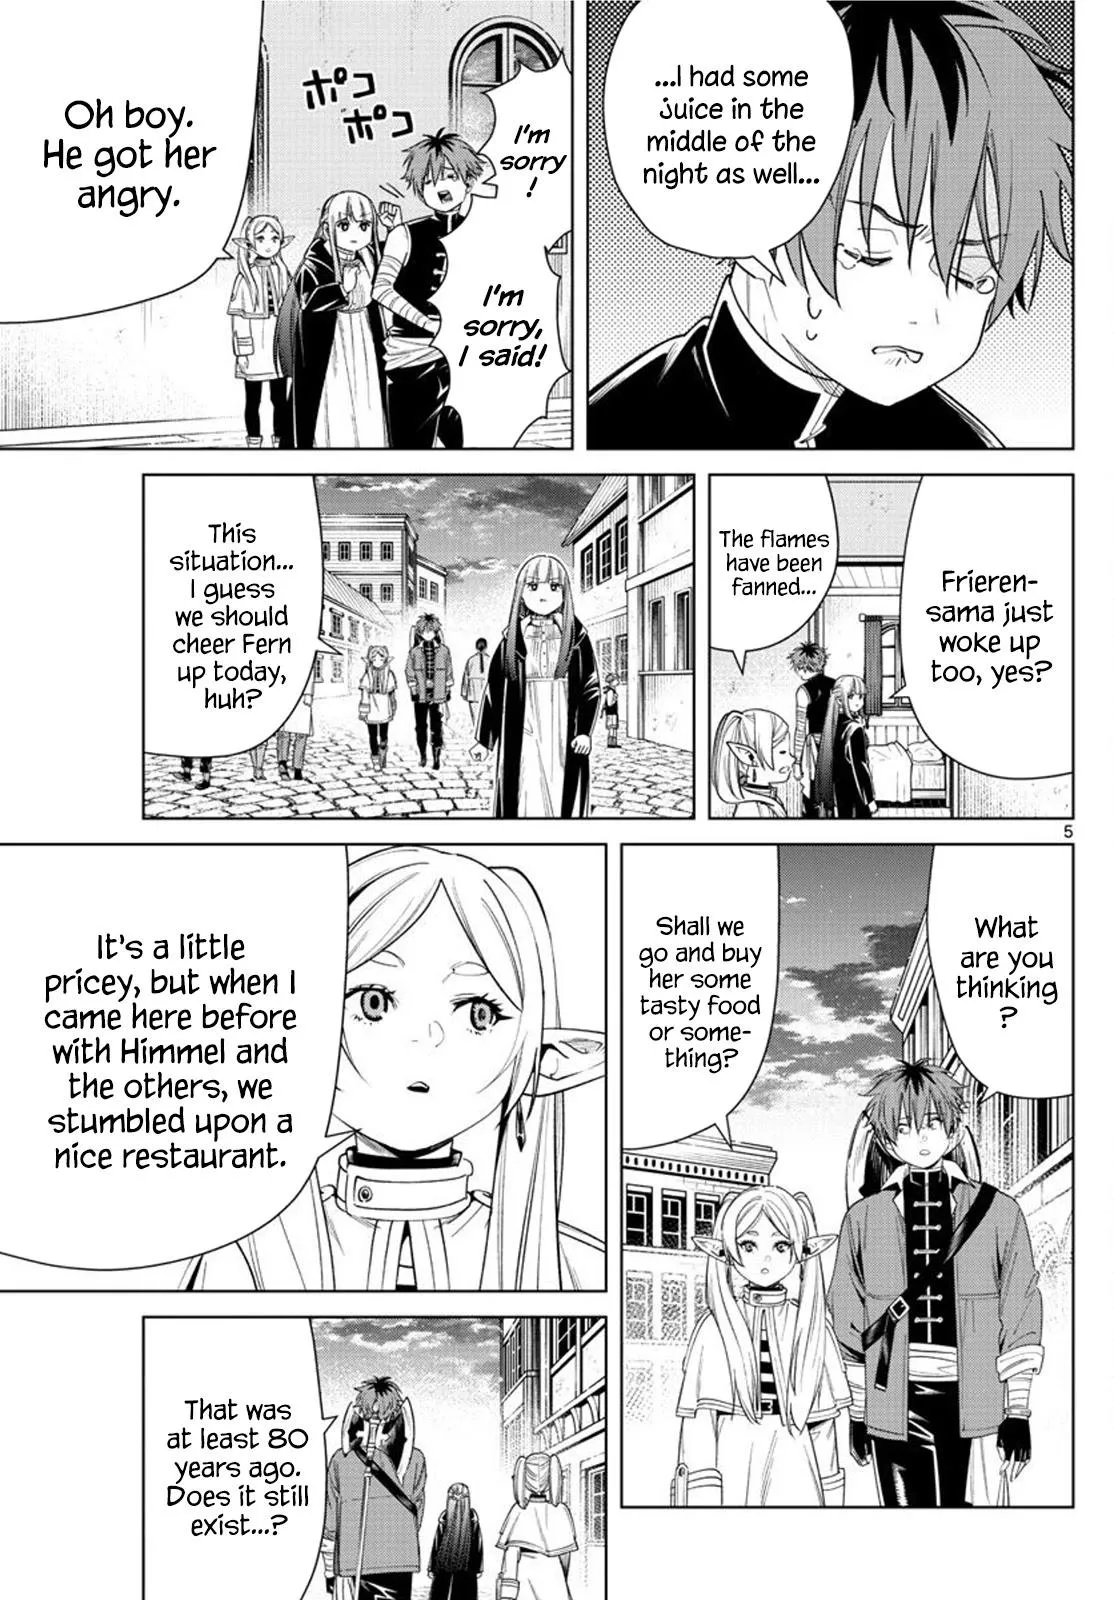 ...I had some
juice in the
middle of the
night as well...
I'm
sorry
!
I'm
sorry,
I said!
ポコ
ポコ
Oh boy.
He got her
angry.
Frieren-
sama just
woke up
too, yes?
The flames
have been
fanned...
This
situation...
I guess
we should
cheer Fern
up today,
huh?
5
What
are you
thinking
?
Shall we
go and buy
her some
tasty food
or some-
thing?
It's a little
pricey, but when I
came here before
with Himmel and
the others, we
stumbled upon a
nice restaurant.
That was
at least 80
years ago.
Does it still
exist...?